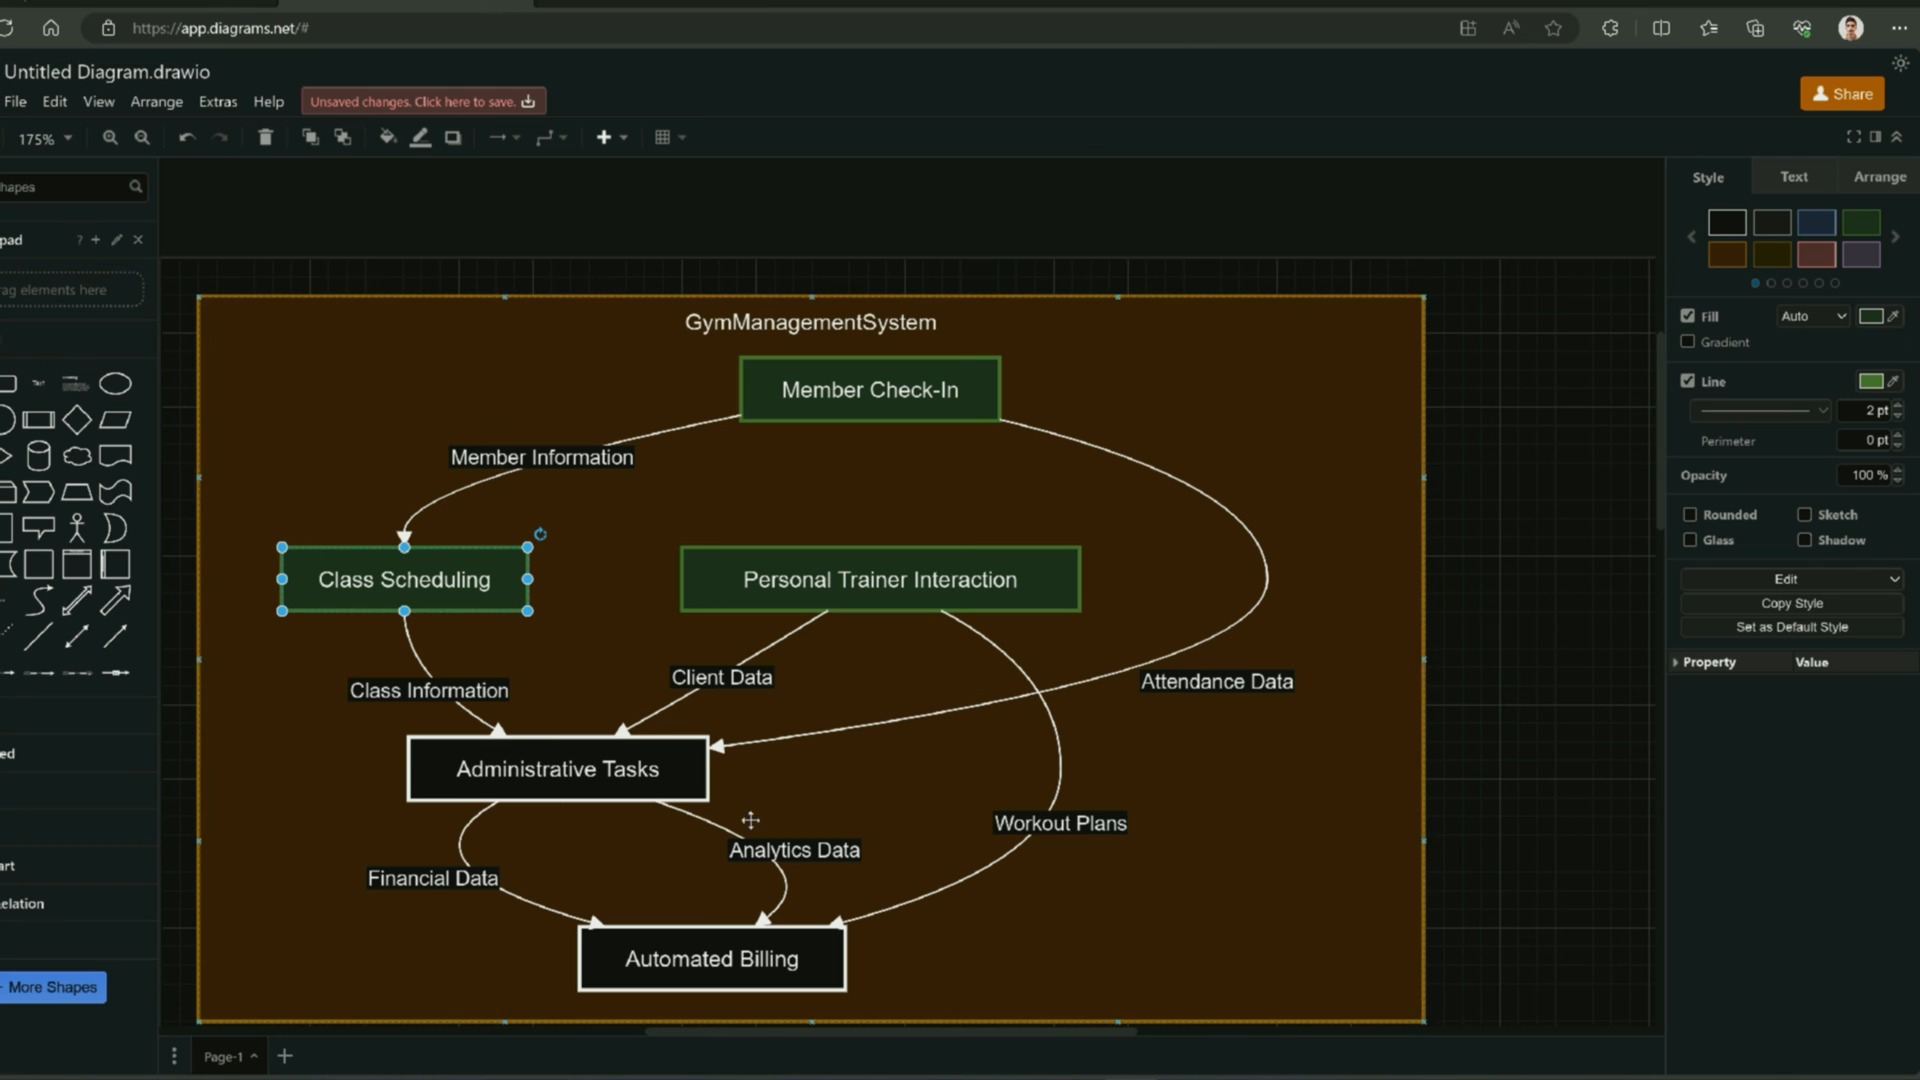 https://app.diagrams.net/#
Untitled Diagram.drawio
File Edit View Arrange Extras Help Unsaved changes. Click here to save.
Share
175%
hapes
Style Text Arrange
pad ? + ×
rag elements here
GymManagementSystem
Fill Auto
Gradient
Member Check-In
Line
2 pt
Perimeter 0 pt
Member Information
Opacity 100 %
Rounded Sketch
Glass Shadow
Class Scheduling
Personal Trainer Interaction
Edit
Copy Style
Set as Default Style
Property Value
Client Data
Attendance Data
Class Information
ed
Administrative Tasks
Workout Plans
Analytics Data
art
Financial Data
elation
Automated Billing
More Shapes
Page-1